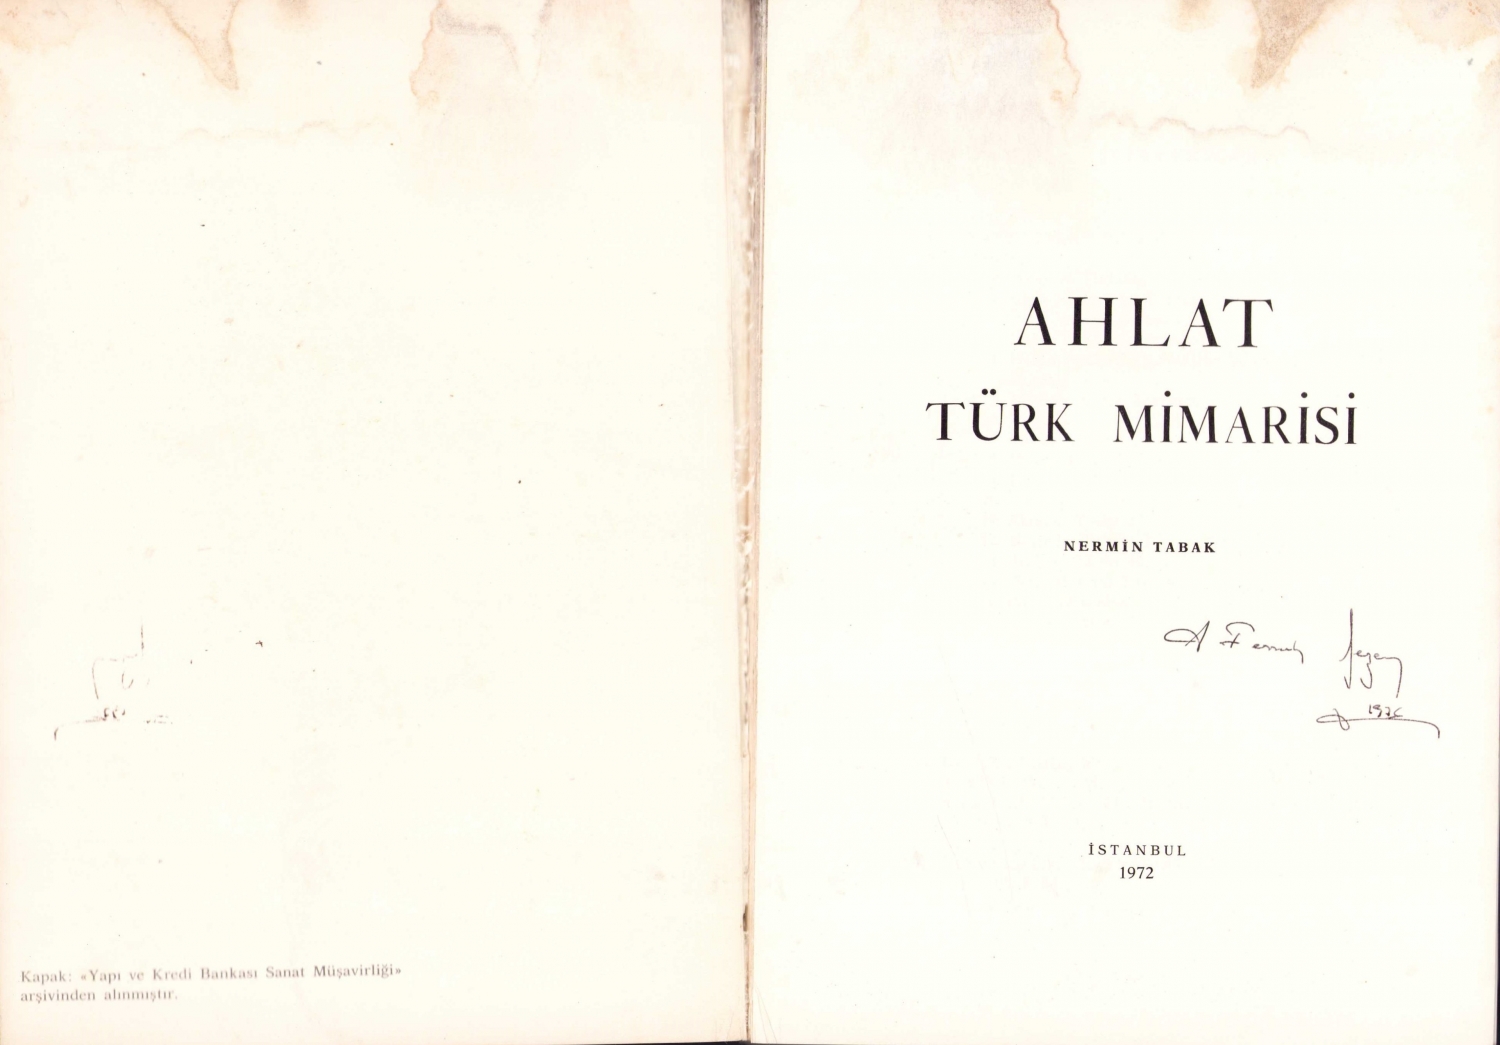 Kapak: «Yapı ve Kredi Bankası Sanat Müşavirliği»
arşivinden alınmıştır.
AHLAT
TÜRK MİMARİSİ
NERMİN TABAK
İSTANBUL
1972